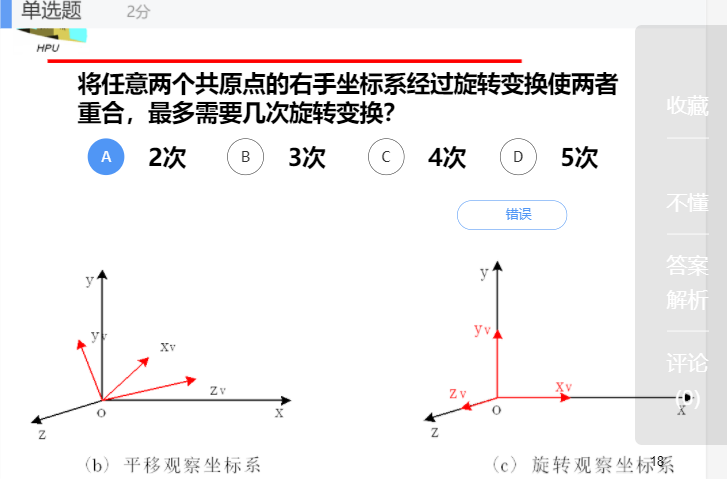 单选题 2分
HPU
将任意两个共原点的右手坐标系经过旋转变换使两者
重合，最多需要几次旋转变换？
A 2次 B 3次 C 4次 D 5次
错误
收藏
不懂
答案
解析
评论
(0)
y
yv
xv
zv
o
x
z
(b) 平移观察坐标系
y
yv
zv
xv
o
x
z
(c) 旋转观察坐标系
18